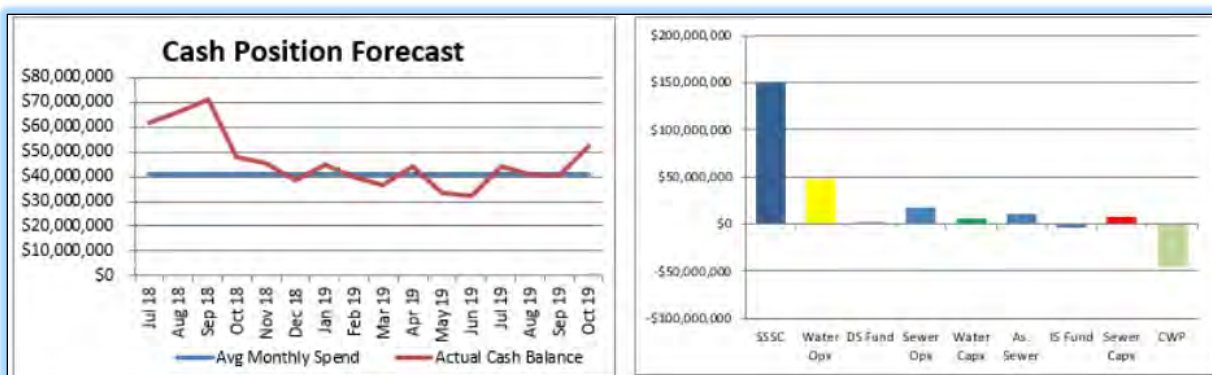 Cash Position Forecast
$80,000,000
$70,000,000
$60,000,000
$50,000,000
$40,000,000
$30,000,000
$20,000,000
$10,000,000
$0
Jul 18
Aug 18
Sep 18
Oct 18
Nov 18
Dec 18
Jan 19
Feb 19
Mar 19
Apr 19
May 19
Jun 19
Jul 19
Aug 19
Sep 19
Oct 19
Avg Monthly Spend
Actual Cash Balance
$200,000,000
$150,000,000
$100,000,000
$50,000,000
$0
-$50,000,000
-$100,000,000
SSSC
Water
Opx
DS Fund
Sewer
Opx
Water
Capx
As.
Sewer
IS Fund
Sewer
Capx
CWP